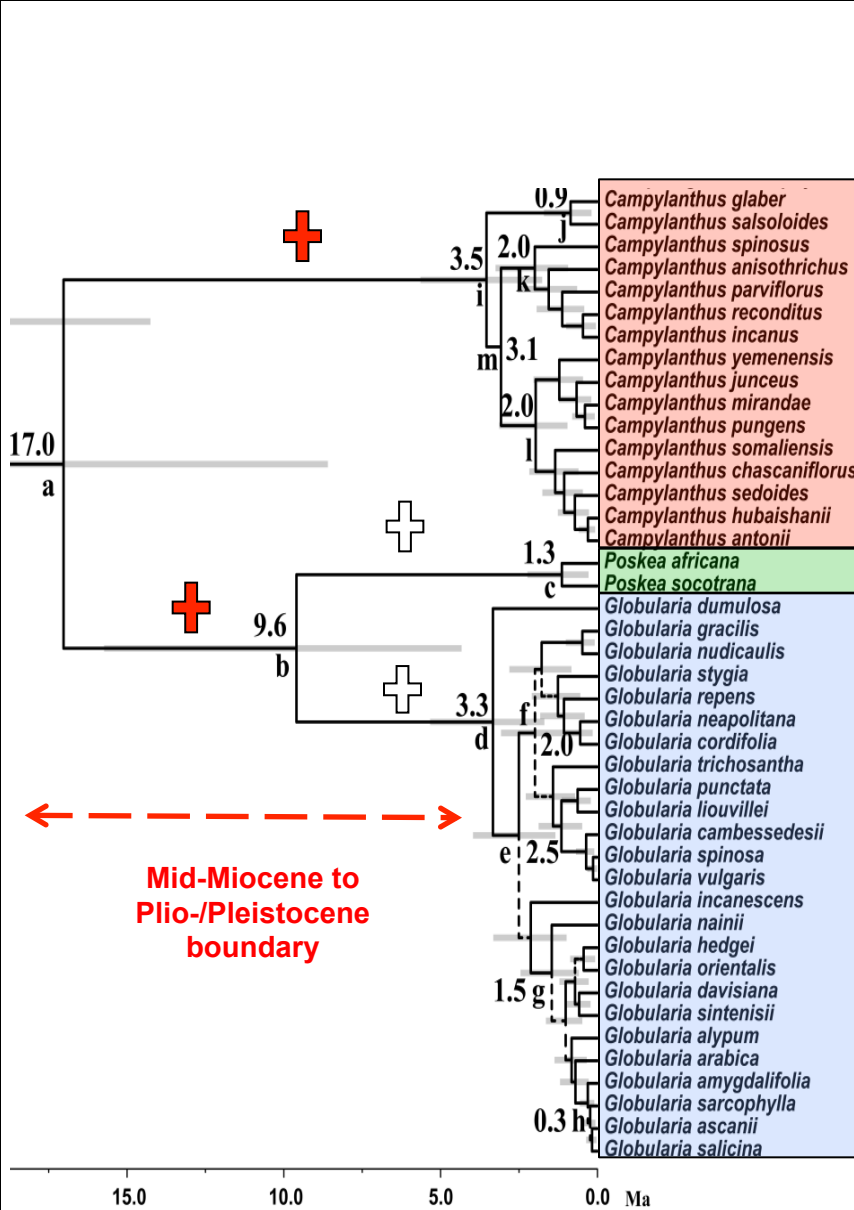 0.9
Campylanthus glaber
j
Campylanthus salsoloides
2.0
Campylanthus spinosus
3.5
k
Campylanthus anisothrichus
i
Campylanthus parviflorus
Campylanthus reconditus
Campylanthus incanus
m
3.1
Campylanthus yemenensis
Campylanthus junceus
2.0
Campylanthus mirandae
Campylanthus pungens
17.0
l
Campylanthus somaliensis
a
Campylanthus chascaniflorus
Campylanthus sedoides
Campylanthus hubaishanii
Campylanthus antonii
1.3
Poskea africana
c
Poskea socotrana
Globularia dumulosa
9.6
Globularia gracilis
b
Globularia nudicaulis
Globularia stygia
3.3
Globularia repens
f
Globularia neapolitana
d
2.0
Globularia cordifolia
Globularia trichosantha
Globularia punctata
Globularia liouvillei
Globularia cambessedesii
e
2.5
Globularia spinosa
Mid-Miocene to
Globularia vulgaris
Plio-/Pleistocene
Globularia incanescens
boundary
Globularia nainii
Globularia hedgei
Globularia orientalis
1.5 g
Globularia davisiana
Globularia sintenisii
Globularia alypum
Globularia arabica
Globularia amygdalifolia
Globularia sarcophylla
0.3 h
Globularia ascanii
Globularia salicina
15.0 10.0 5.0 0.0 Ma